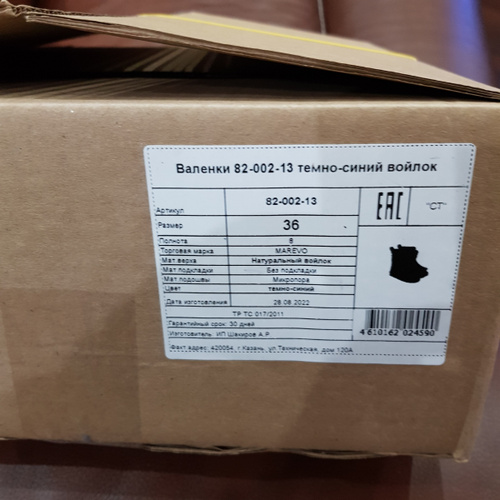 Валенки 82-002-13 темно-синий войлок
Артикул 82-002-13
Размер 36
Полнота 8
Торговая марка MAREVO
Мат.верха Натуральный войлок
Мат.подкладки Без подкладки
Мат.подошвы Микропора
Цвет темно-синий
Дата изготовления 28.08.2022
ТР ТС 017/2011
Гарантийный срок: 30 дней
Изготовитель: ИП Шакиров А.Р
Факт адрес: 420054, г Казань, ул.Техническая, дом 120А
ЕАС "СТ"
4 610162 024590